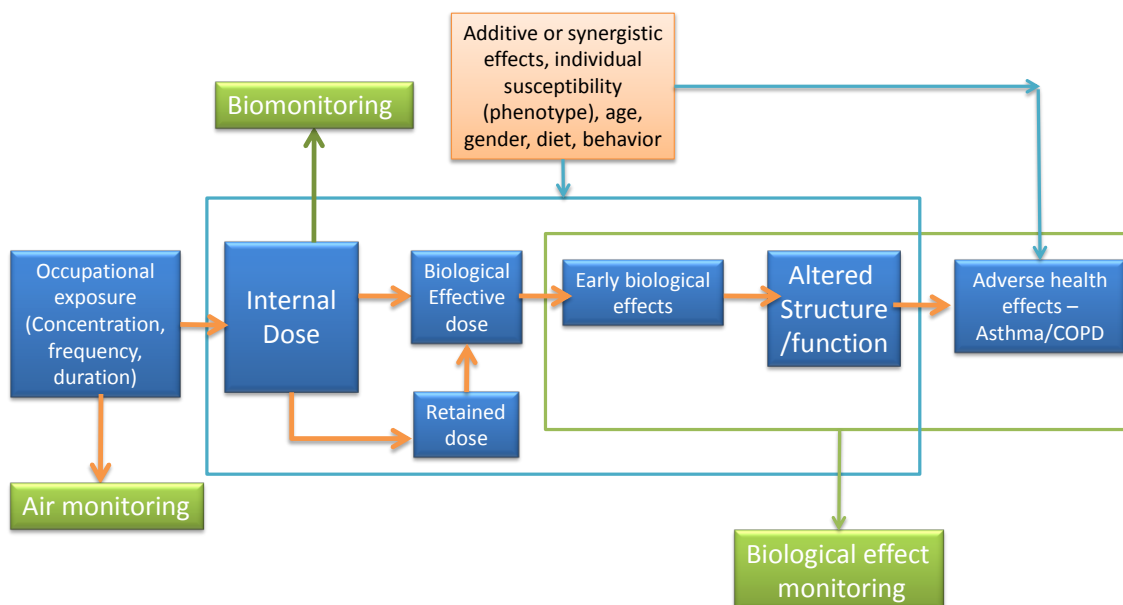 Additive or synergistic
effects, individual
susceptibility
(phenotype), age,
gender, diet, behavior
Biomonitoring
Occupational
exposure
(Concentration,
frequency,
duration)
Internal
Dose
Biological
Effective
dose
Early biological
effects
Altered
Structure
/function
Adverse health
effects –
Asthma/COPD
Retained
dose
Air monitoring
Biological effect
monitoring